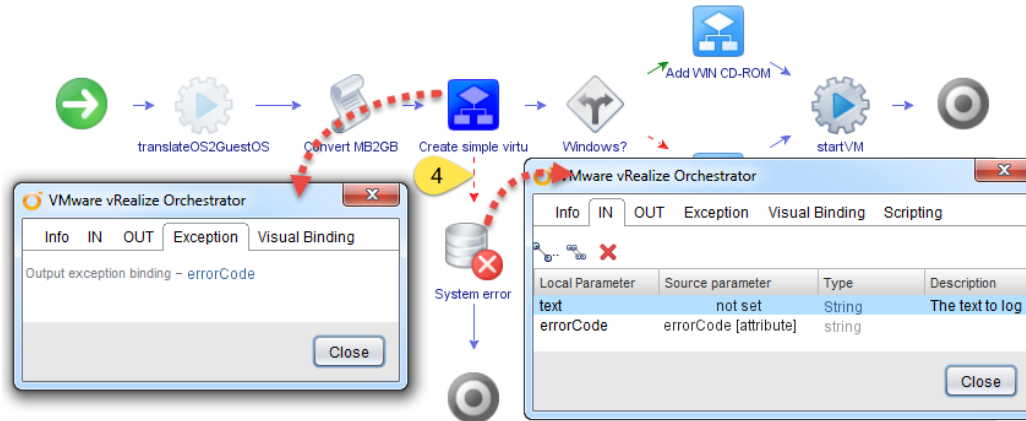 Add WIN CD-ROM
translateOS2GuestOS
Convert MB2GB
Create simple virtu
Windows?
startVM
4
System error
VMware vRealize Orchestrator
x
Info IN OUT Exception Visual Binding
Output exception binding – errorCode
Close
VMware vRealize Orchestrator
x
Info IN OUT Exception Visual Binding Scripting
Local Parameter Source parameter Type Description
text not set String The text to log
errorCode errorCode [attribute] string
Close